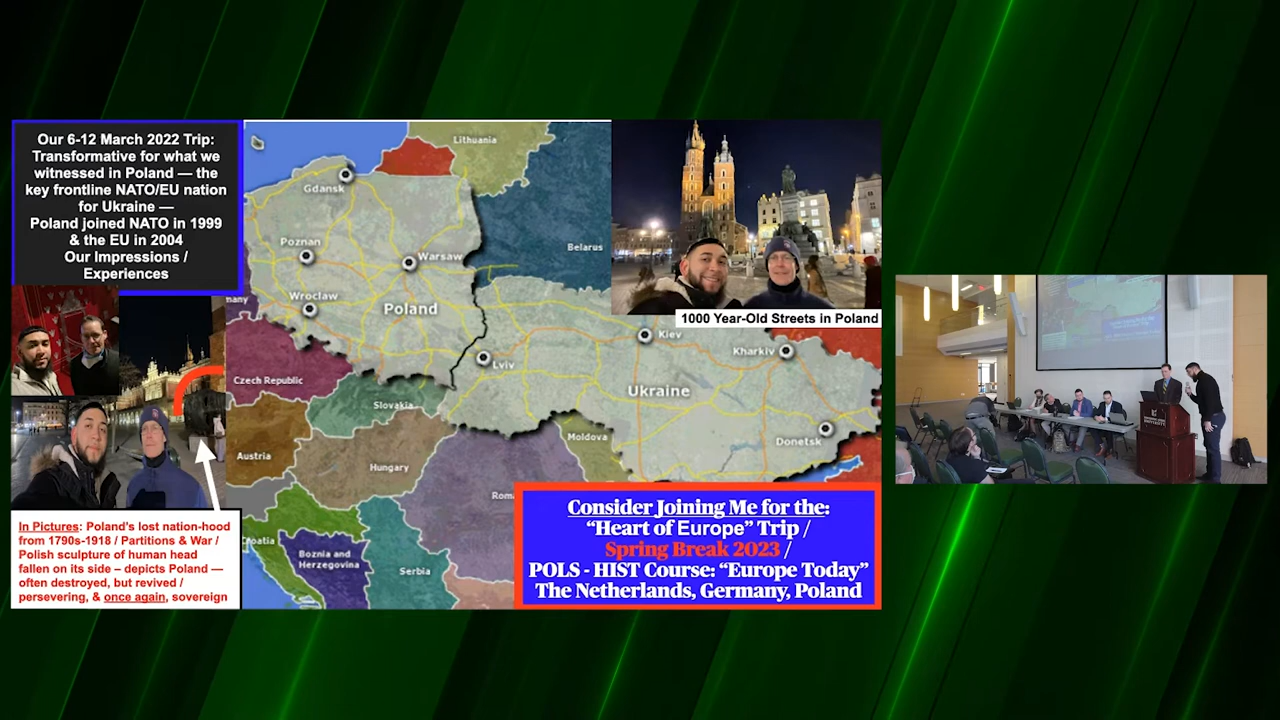 Our 6-12 March 2022 Trip:
Transformative for what we
witnessed in Poland — the
key frontline NATO/EU nation
for Ukraine —
Poland joined NATO in 1999
& the EU in 2004
Our Impressions /
Experiences
Lithuania
Gdansk
Poznan
Warsaw
Belarus
Wroclaw
Poland
many
1000 Year-Old Streets in Poland
Kiev
Kharkiv
Lviv
Czech Republic
Ukraine
Slovakia
Donetsk
Moldova
Austria
Hungary
Rom
Croatia
Boznia and
Herzegovina
Serbia
In Pictures: Poland's lost nation-hood
from 1790s-1918 / Partitions & War /
Polish sculpture of human head
fallen on its side – depicts Poland —
often destroyed, but revived /
persevering, & once again, sovereign
Consider Joining Me for the:
“Heart of Europe” Trip /
Spring Break 2023 /
POLS - HIST Course: “Europe Today”
The Netherlands, Germany, Poland
UNIVERSITY